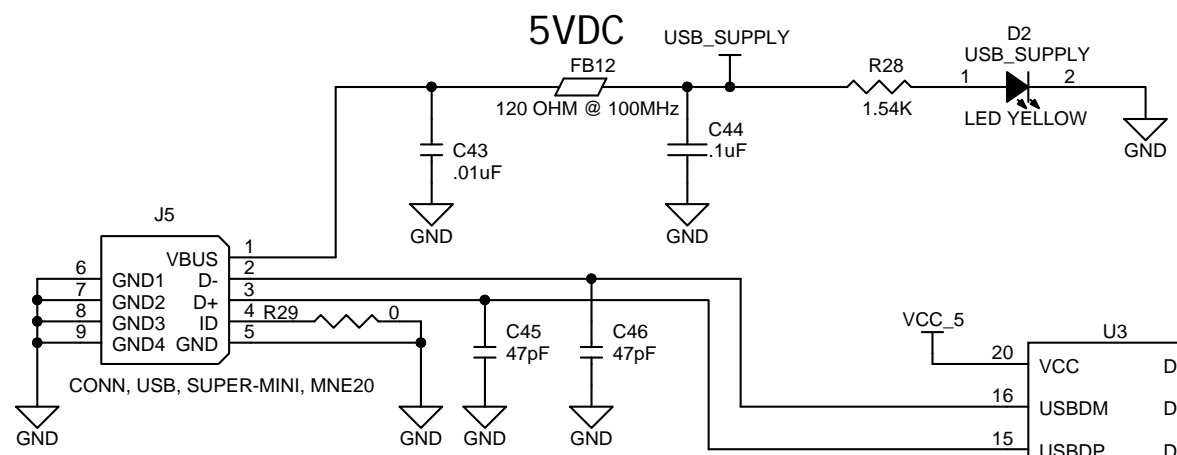 5VDC
USB_SUPPLY
D2
USB_SUPPLY
FB12
R28
1
2
120 OHM @ 100MHz
1.54K
LED YELLOW
C43
.01uF
C44
.1uF
GND
GND
GND
J5
VBUS
1
6
GND1
D-
2
7
GND2
D+
3
8
GND3
ID
4
R29
0
9
GND4
GND
5
CONN, USB, SUPER-MINI, MNE20
C45
47pF
C46
47pF
GND
GND
GND
GND
VCC_5
U3
20
VCC
D
16
USBDM
D
15
USBDP
D